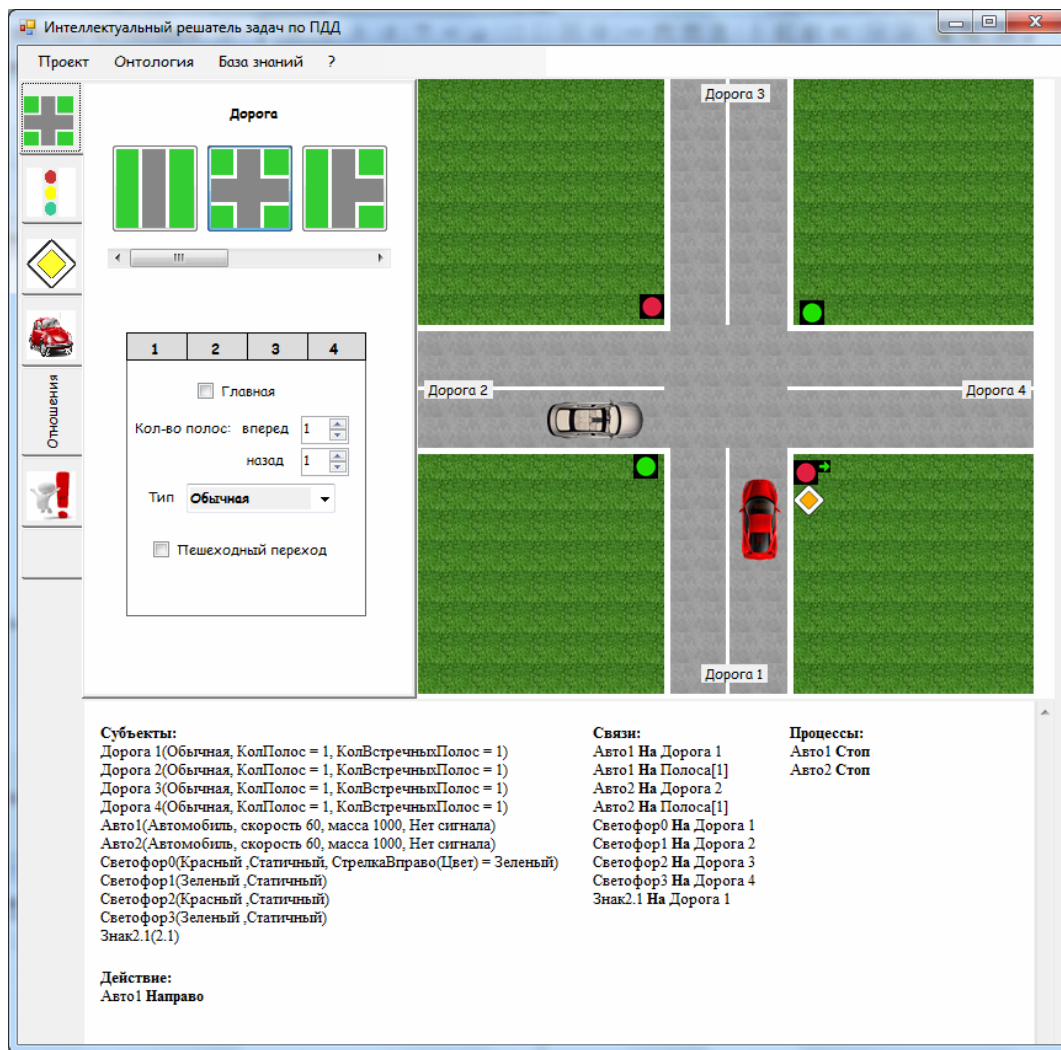 Интеллектуальный решатель задач по ПДД
Проект Онтология База знаний ?
Дорога
1 2 3 4
Главная
Кол-во полос: вперед 1
назад 1
Тип Обычная
Пешеходный переход
Отношения
Дорога 3
Дорога 2
Дорога 4
Дорога 1
Субъекты:
Дорога 1(Обычная, КолПолос = 1, КолВстречныхПолос = 1)
Дорога 2(Обычная, КолПолос = 1, КолВстречныхПолос = 1)
Дорога 3(Обычная, КолПолос = 1, КолВстречныхПолос = 1)
Дорога 4(Обычная, КолПолос = 1, КолВстречныхПолос = 1)
Авто1(Автомобиль, скорость 60, масса 1000, Нет сигнала)
Авто2(Автомобиль, скорость 60, масса 1000, Нет сигнала)
Светофор0(Красный ,Статичный, СтрелкаВправо(Цвет) = Зеленый)
Светофор1(Зеленый ,Статичный)
Светофор2(Красный ,Статичный)
Светофор3(Зеленый ,Статичный)
Знак2.1(2.1)
Действие:
Авто1 Направо
Связи:
Авто1 На Дорога 1
Авто1 На Полоса[1]
Авто2 На Дорога 2
Авто2 На Полоса[1]
Светофор0 На Дорога 1
Светофор1 На Дорога 2
Светофор2 На Дорога 3
Светофор3 На Дорога 4
Знак2.1 На Дорога 1
Процессы:
Авто1 Стоп
Авто2 Стоп